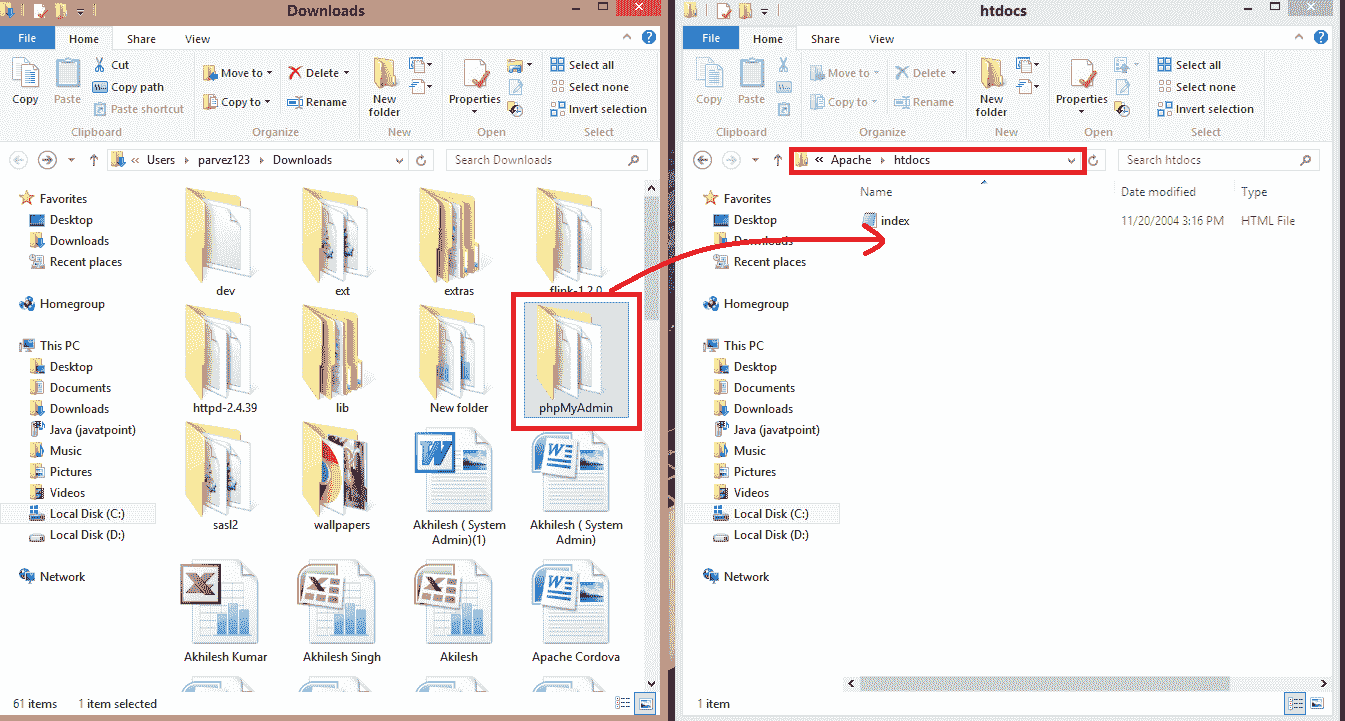 Downloads
File Home Share View
Copy
Paste
Cut
Copy path
Paste shortcut
Clipboard
Move to
Copy to
Delete
Rename
Organize
New folder
New
Properties
Open
Select all
Select none
Invert selection
Select
« Users parvez123 Downloads
Search Downloads
Favorites
Desktop
Downloads
Recent places
Homegroup
This PC
Desktop
Documents
Downloads
Java (javatpoint)
Music
Pictures
Videos
Local Disk (C:)
Local Disk (D:)
Network
dev ext extras flink-1.2.0
httpd-2.4.39 lib New folder phpMyAdmin
sasl2 wallpapers Akhilesh ( System Admin)(1) Akhilesh ( System Admin)
Akhilesh Kumar Akhilesh Singh Akilesh Apache Cordova
61 items 1 item selected
htdocs
File Home Share View
Copy
Paste
Clipboard
Move to
Copy to
Delete
Rename
Organize
New folder
New
Properties
Open
Select all
Select none
Invert selection
Select
« Apache htdocs
Search htdocs
Favorites
Desktop
Downloads
Recent places
Homegroup
This PC
Desktop
Documents
Downloads
Java (javatpoint)
Music
Pictures
Videos
Local Disk (C:)
Local Disk (D:)
Network
Name Date modified Type
index 11/20/2004 3:16 PM HTML File
1 item